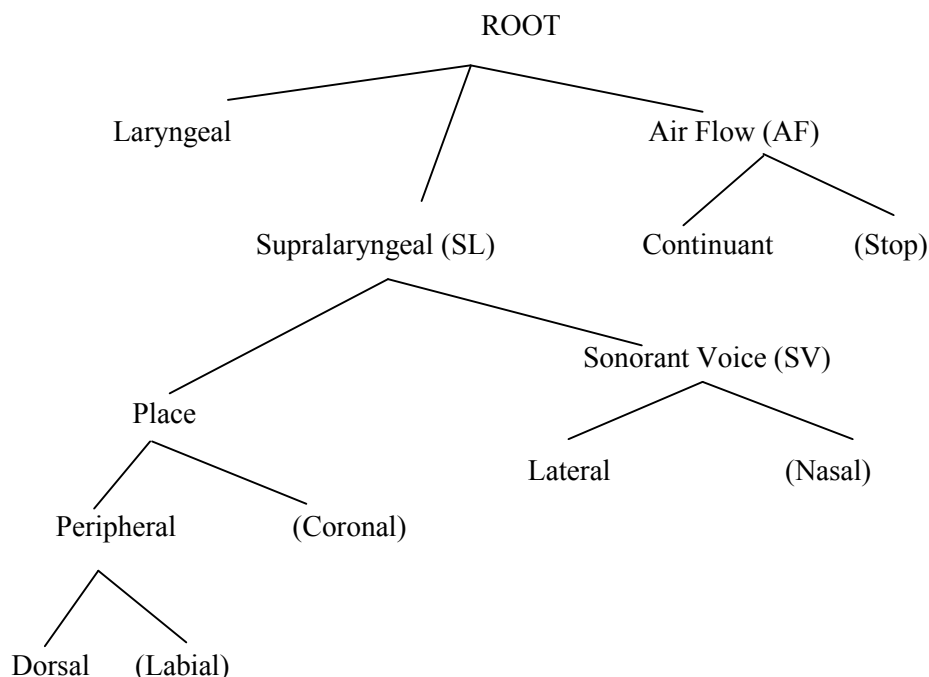 ROOT
Laryngeal
Air Flow (AF)
Supralaryngeal (SL)
Continuant
(Stop)
Sonorant Voice (SV)
Place
Lateral
(Nasal)
Peripheral
(Coronal)
Dorsal
(Labial)